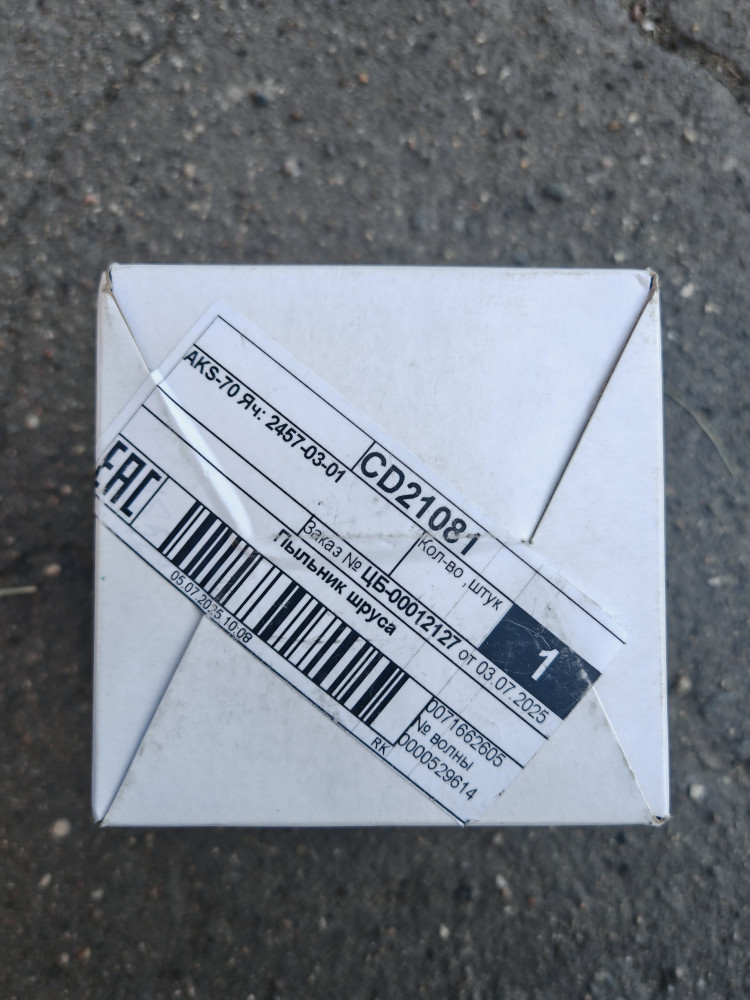 AKS-70 Яч: 2457-03-01
CD21081
Кол-во ,штук
1
Заказ № ЦБ-00012127 от 03.07.2025
Пыльник шруса
EAC
05.07.2025 10:08
RK
0071662605
№ волны
0000529614